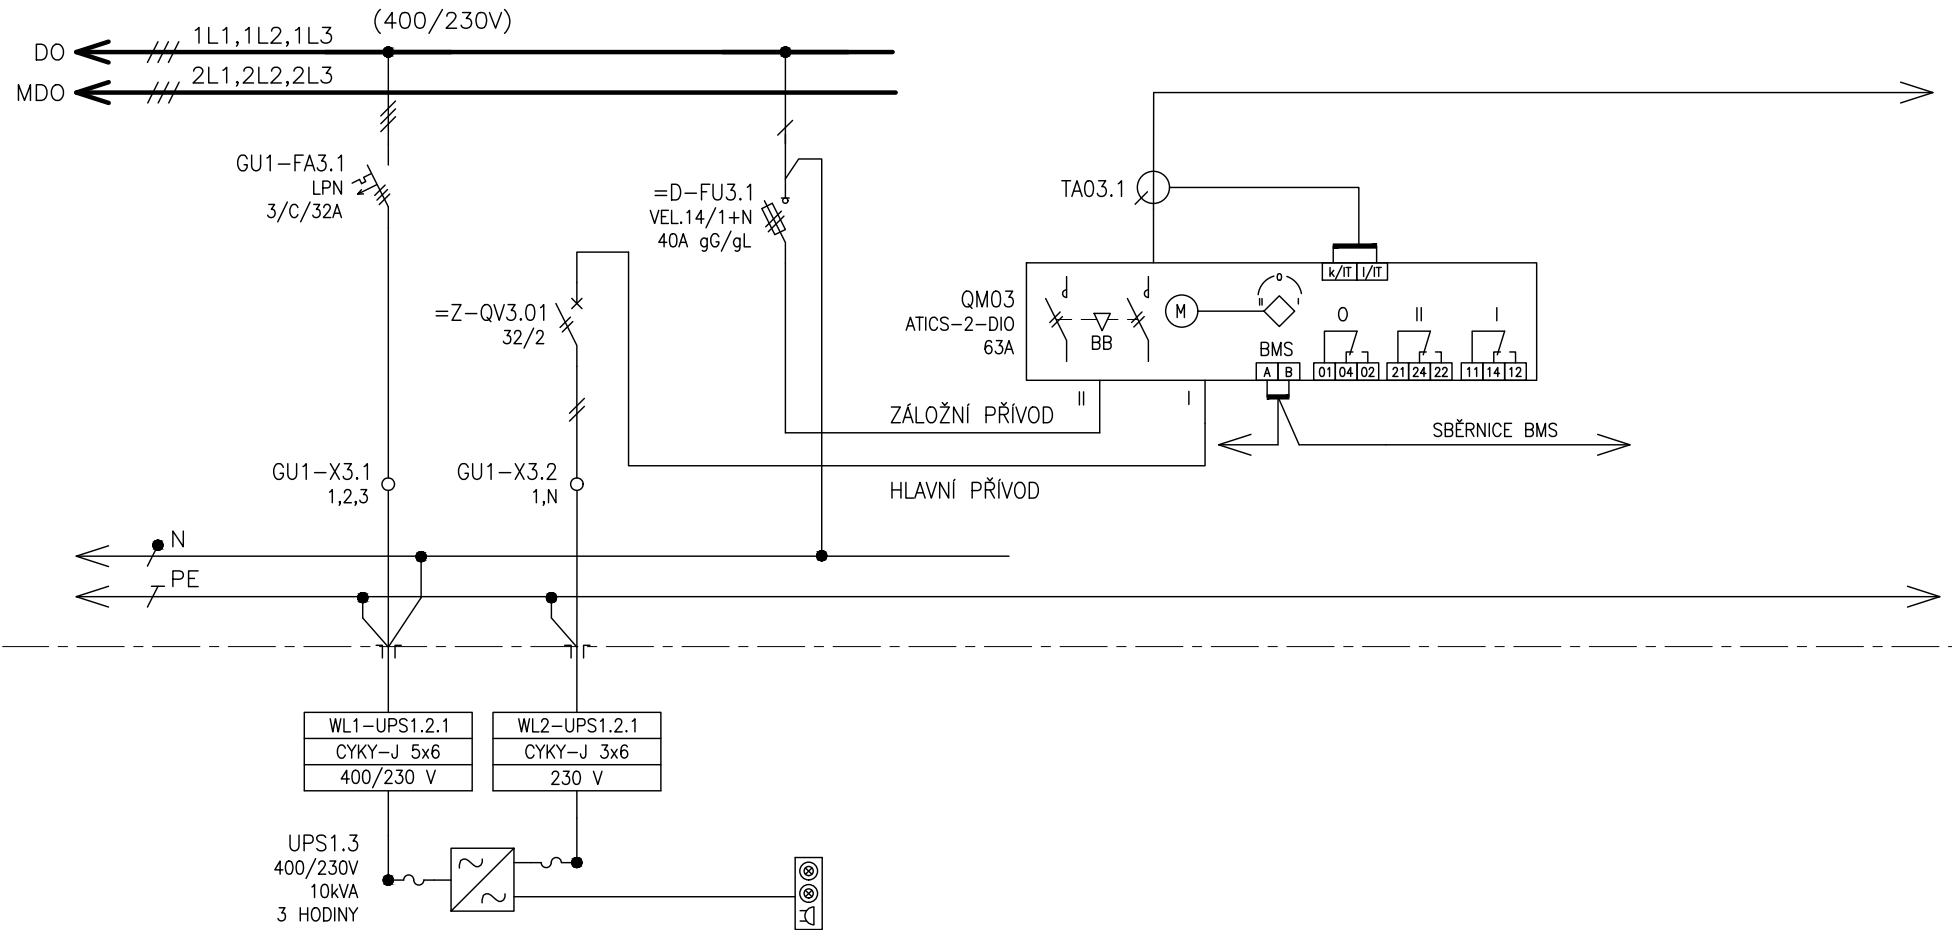 (400/230V)
DO
1L1,1L2,1L3
MDO
2L1,2L2,2L3
GU1-FA3.1
LPN
3/C/32A
=D-FU3.1
VEL.14/1+N
40A gG/gL
TA03.1
=Z-QV3.01
32/2
QM03
ATICS-2-DIO
63A
BB
M
0
II
I
k/IT l/IT
0
II
I
BMS
A B
01 04 02
21 24 22
11 14 12
II
I
ZÁLOŽNÍ PŘÍVOD
SBĚRNICE BMS
HLAVNÍ PŘÍVOD
GU1-X3.1
1,2,3
GU1-X3.2
1,N
N
PE
WL1-UPS1.2.1
CYKY-J 5x6
400/230 V
WL2-UPS1.2.1
CYKY-J 3x6
230 V
UPS1.3
400/230V
10kVA
3 HODINY